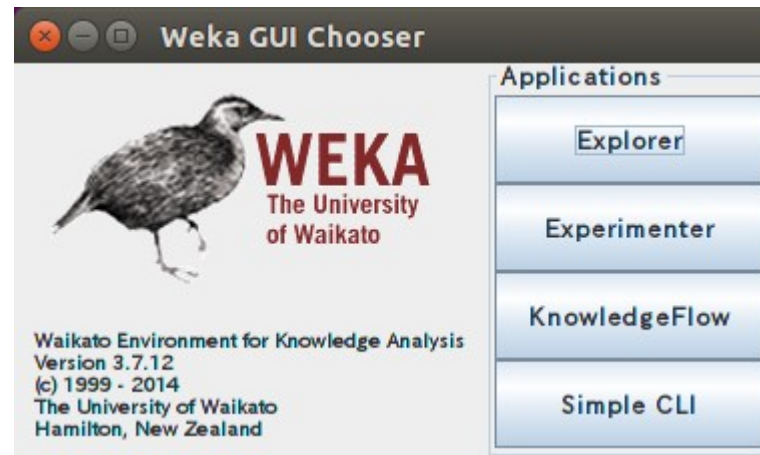 Weka GUI Chooser
WEKA
The University
of Waikato
Waikato Environment for Knowledge Analysis
Version 3.7.12
(c) 1999 - 2014
The University of Waikato
Hamilton, New Zealand
Applications
Explorer
Experimenter
KnowledgeFlow
Simple CLI